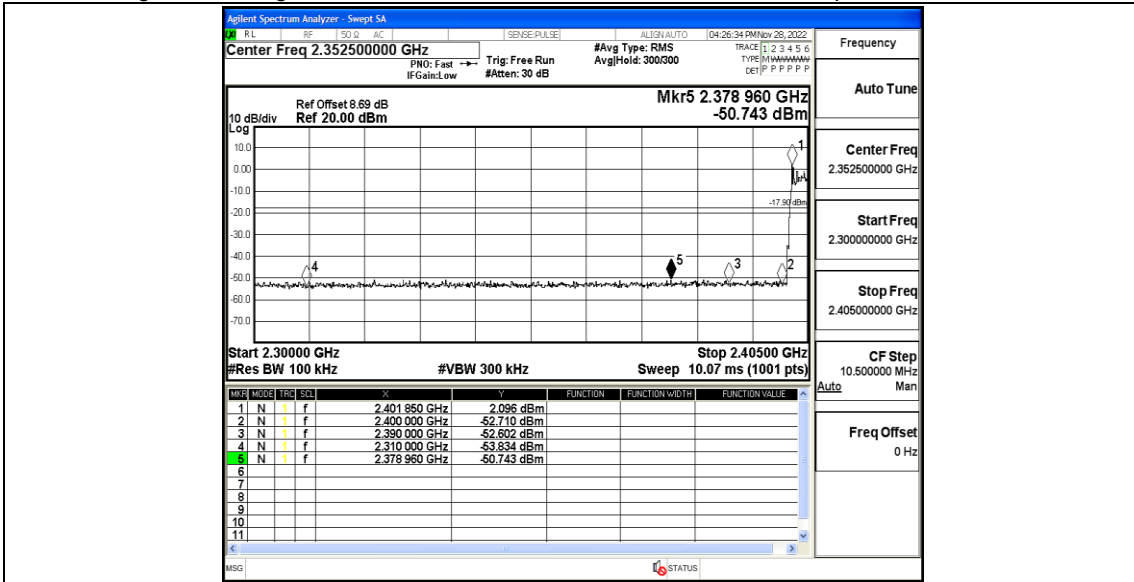 Agilent Spectrum Analyzer - Swept SA
RL RF 50 Ω AC SENSE:PULSE ALIGN AUTO 04:26:34 PM Nov 28, 2022
Center Freq 2.352500000 GHz
PNO: Fast
IFGain:Low
Trig: Free Run
#Atten: 30 dB
#Avg Type: RMS
Avg|Hold: 300/300
TRACE 1 2 3 4 5 6
TYPE M WWWWW
DET P P P P P P
Frequency
Auto Tune
Mkr5 2.378 960 GHz
-50.743 dBm
Ref Offset 8.69 dB
10 dB/div Ref 20.00 dBm
Log
10.0
0.00
-10.0
-20.0
-30.0
-40.0
-50.0
-60.0
-70.0
1
-17.90 dBm
4
5
3
2
Center Freq
2.352500000 GHz
Start Freq
2.300000000 GHz
Stop Freq
2.405000000 GHz
CF Step
10.500000 MHz
Auto Man
Freq Offset
0 Hz
Start 2.30000 GHz Stop 2.40500 GHz
#Res BW 100 kHz #VBW 300 kHz Sweep 10.07 ms (1001 pts)
MKR MODE TRC SCL X Y FUNCTION FUNCTION WIDTH FUNCTION VALUE
1 N 1 f 2.401 850 GHz 2.096 dBm
2 N 1 f 2.400 000 GHz -52.710 dBm
3 N 1 f 2.390 000 GHz -52.602 dBm
4 N 1 f 2.310 000 GHz -53.834 dBm
5 N 1 f 2.378 960 GHz -50.743 dBm
6
7
8
9
10
11
MSG STATUS